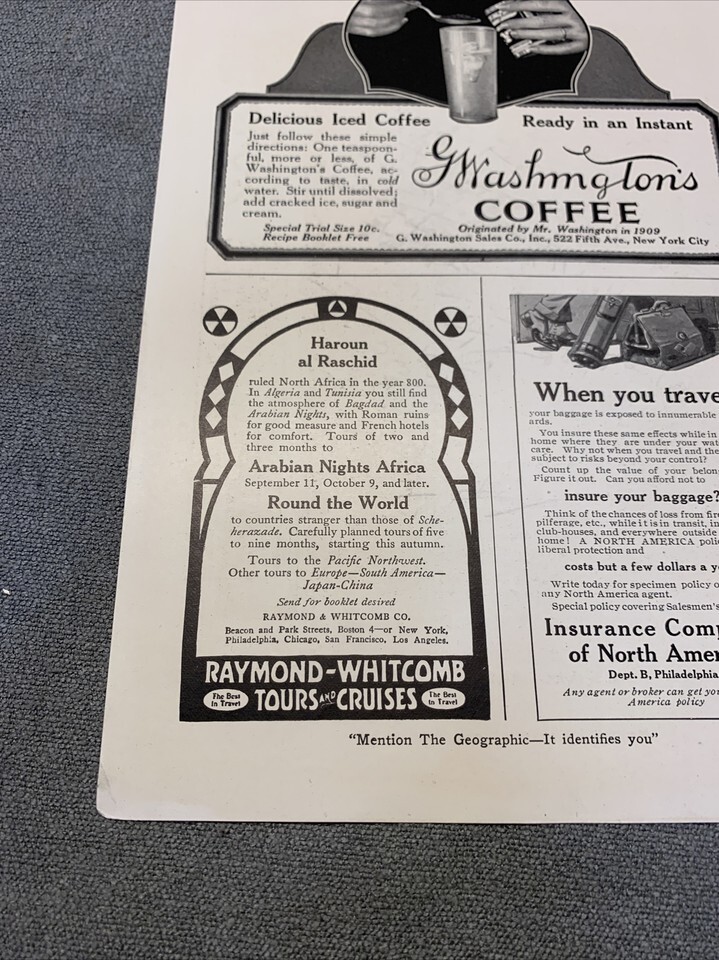 Delicious Iced Coffee
Ready in an Instant
Just follow these simple
directions: One teaspoon-
ful, more or less, of G.
Washington's Coffee, ac-
cording to taste, in cold
water. Stir until dissolved;
add cracked ice, sugar and
cream.
Special Trial Size 10c.
Recipe Booklet Free
G. Washington's
COFFEE
Originated by Mr. Washington in 1909
G. Washington Sales Co., Inc., 522 Fifth Ave., New York City
Haroun
al Raschid
ruled North Africa in the year 800.
In Algeria and Tunisia you still find
the atmosphere of Bagdad and the
Arabian Nights, with Roman ruins
for good measure and French hotels
for comfort. Tours of two and
three months to
Arabian Nights Africa
September 11, October 9, and later.
Round the World
to countries stranger than those of Sche-
herazade. Carefully planned tours of five
to nine months, starting this autumn.
Tours to the Pacific Northwest.
Other tours to Europe—South America—
Japan-China
Send for booklet desired
RAYMOND & WHITCOMB CO.
Beacon and Park Streets, Boston 4—or New York,
Philadelphia, Chicago, San Francisco, Los Angeles.
RAYMOND-WHITCOMB
The Best
in Travel
TOURS AND CRUISES
The Best
in Travel
When you trave
your baggage is exposed to innumerable
ards.
You insure these same effects while in
home where they are under your wat
care. Why not when you travel and the
subject to risks beyond your control?
Count up the value of your belon
Figure it out. Can you afford not to
insure your baggage?
Think of the chances of loss from fire
pilferage, etc., while it is in transit, in
club-houses, and everywhere outside
home! A NORTH AMERICA polic
liberal protection and
costs but a few dollars a y
Write today for specimen policy o
any North America agent.
Special policy covering Salesmen's
Insurance Comp
of North Amer
Dept. B, Philadelphia
Any agent or broker can get you
America policy
"Mention The Geographic—It identifies you"